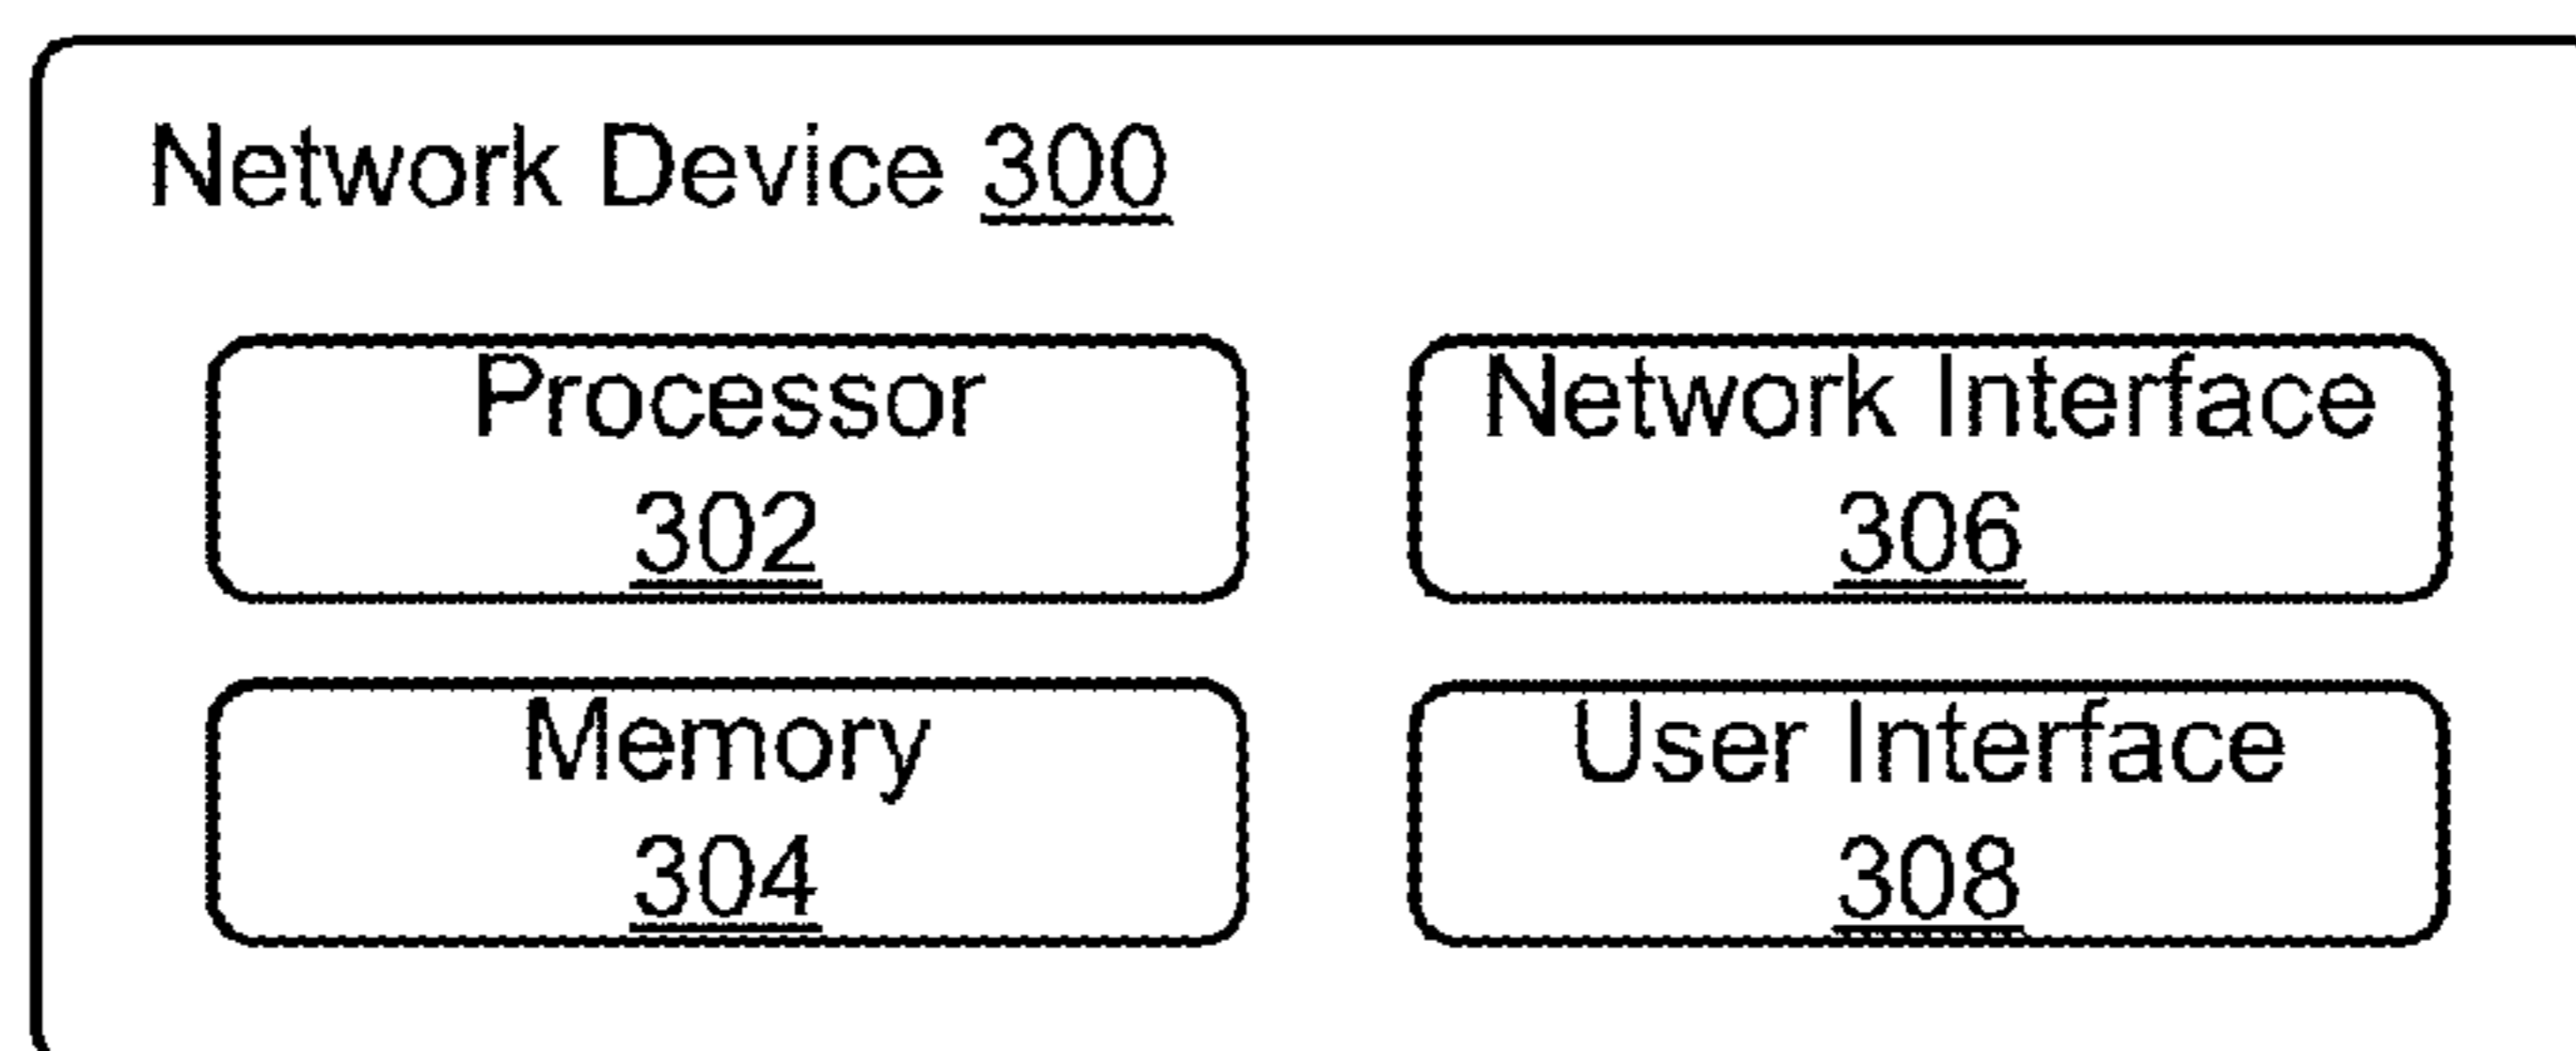 Network Device 300
Processor
302
Network Interface
306
Memory
304
User Interface
308